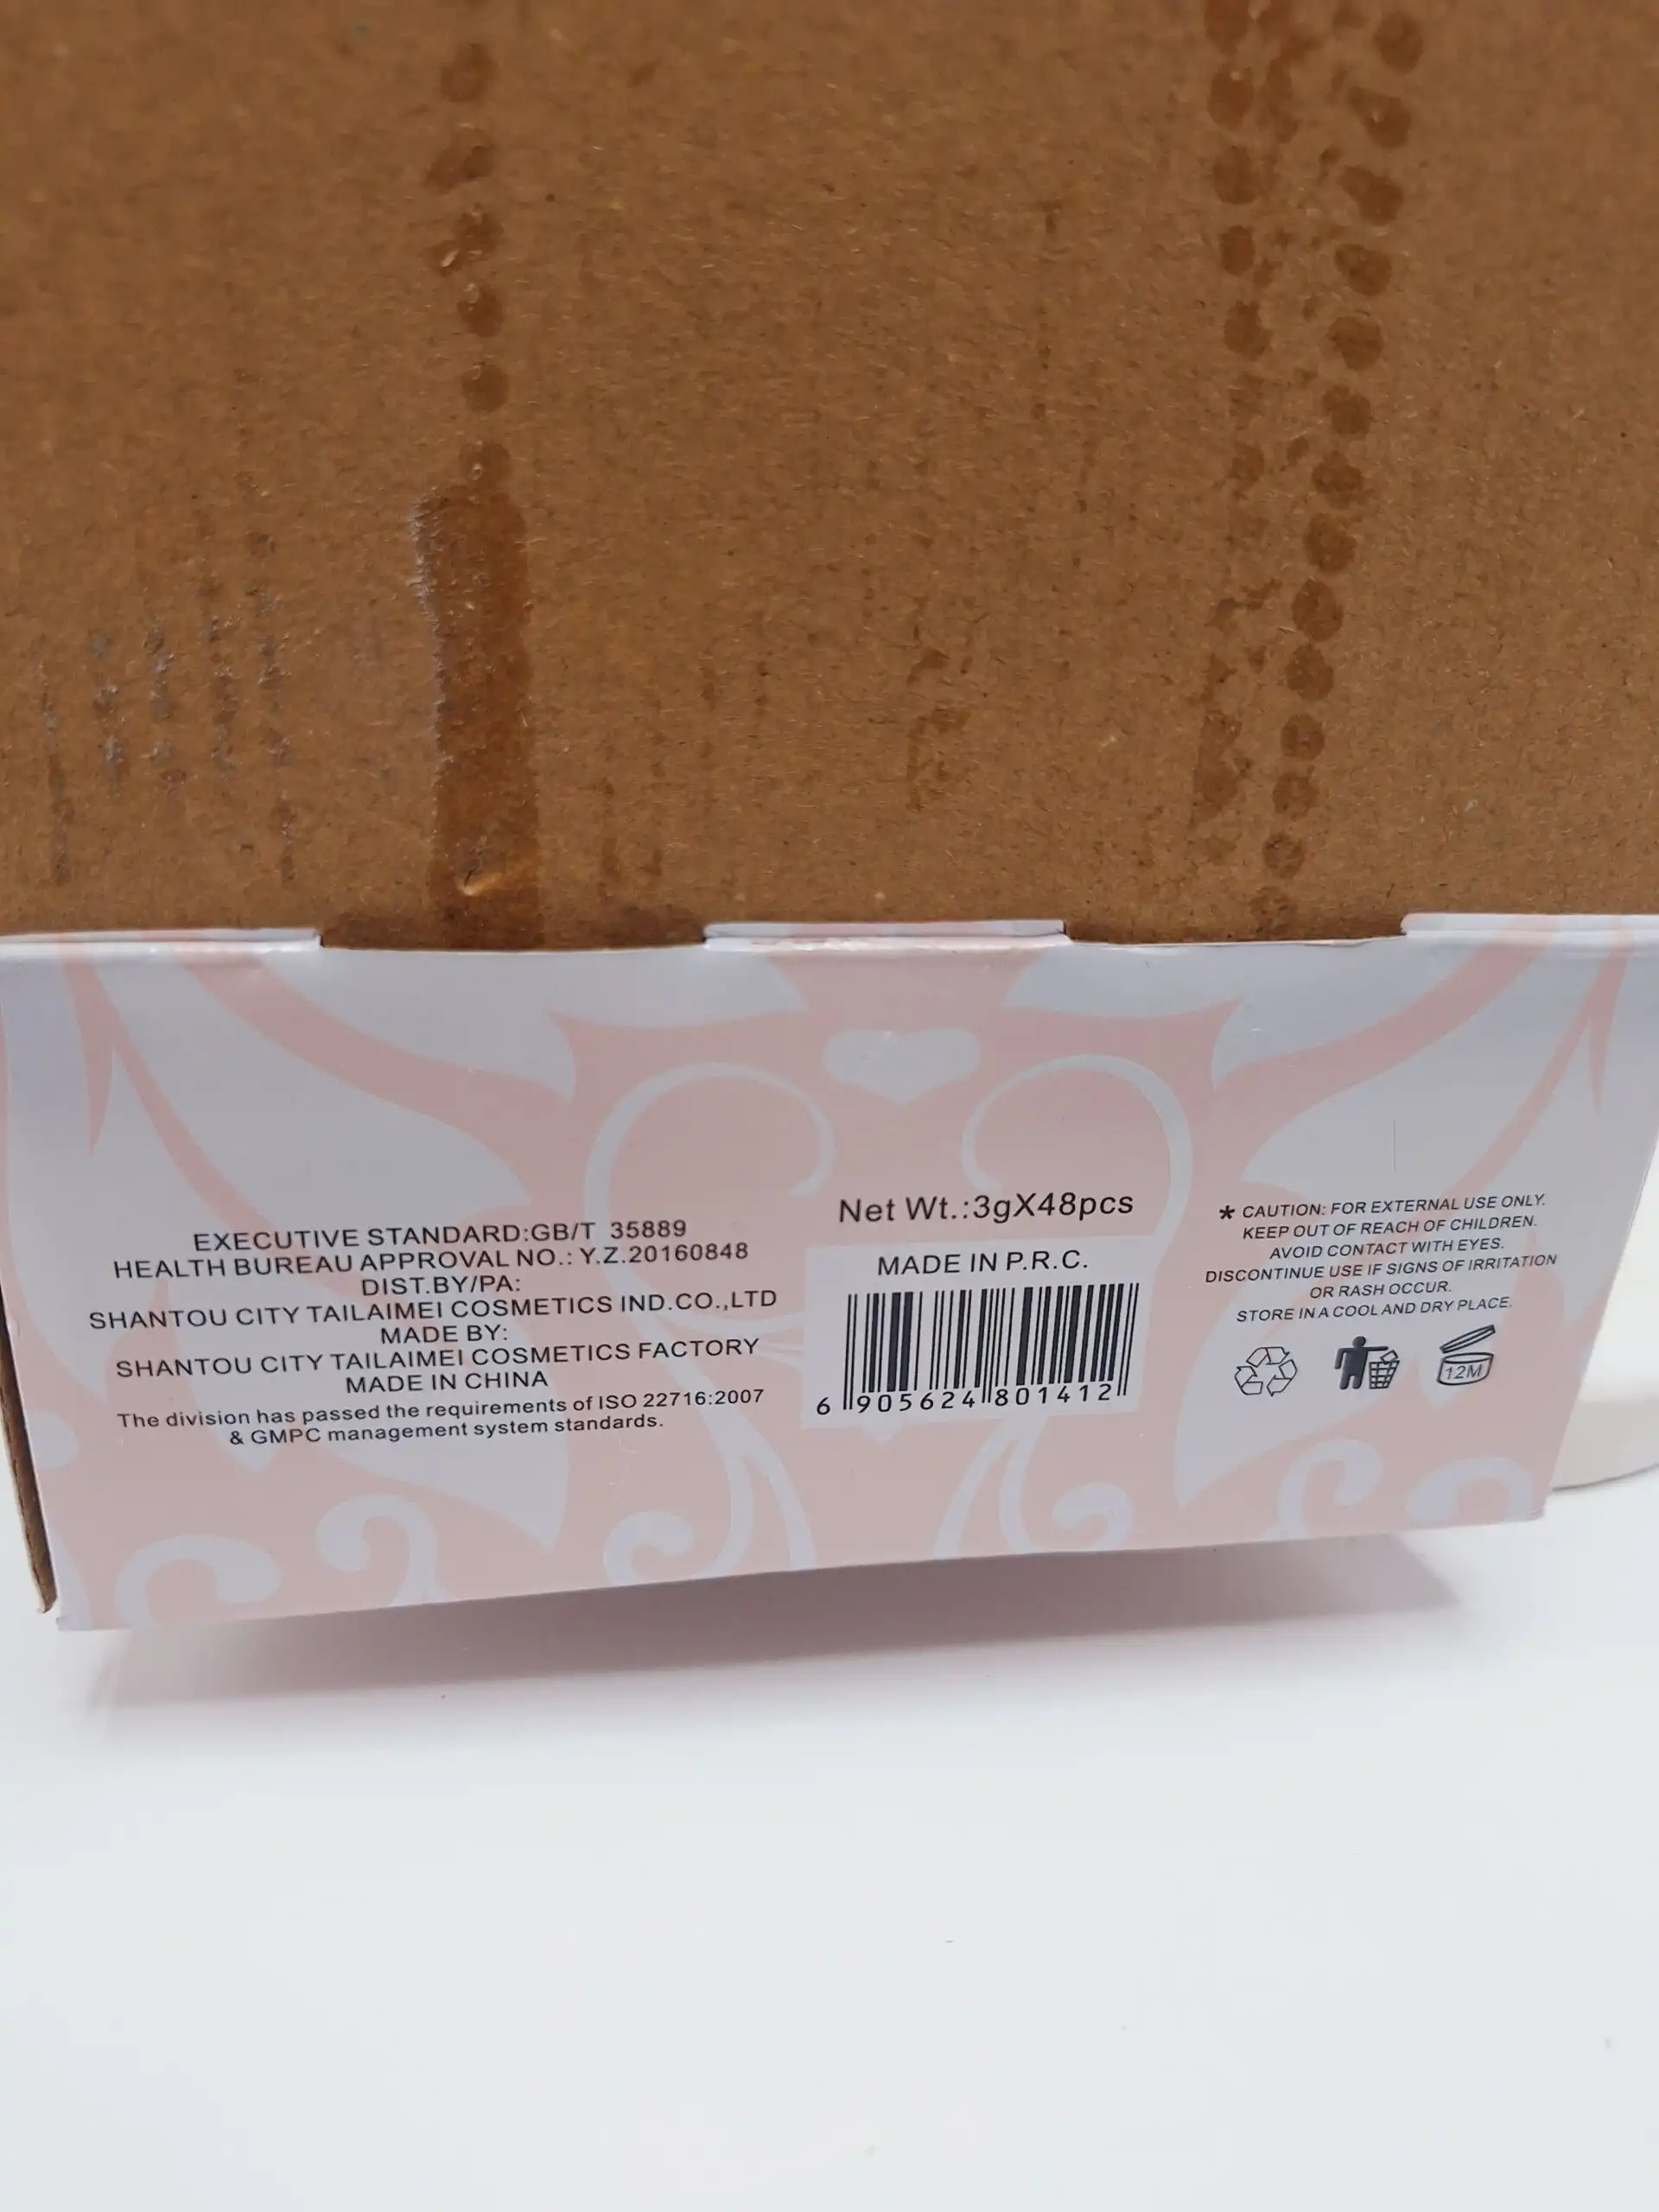 EXECUTIVE STANDARD:GB/T 35889
HEALTH BUREAU APPROVAL NO.: Y.Z.20160848
DIST.BY/PA:
SHANTOU CITY TAILAIMEI COSMETICS IND.CO.,LTD
MADE BY:
SHANTOU CITY TAILAIMEI COSMETICS FACTORY
MADE IN CHINA
The division has passed the requirements of ISO 22716:2007
& GMPC management system standards.
Net Wt.:3gX48pcs
MADE IN P.R.C.
6 905624 801412
* CAUTION: FOR EXTERNAL USE ONLY.
KEEP OUT OF REACH OF CHILDREN.
AVOID CONTACT WITH EYES.
DISCONTINUE USE IF SIGNS OF IRRITATION
OR RASH OCCUR.
STORE IN A COOL AND DRY PLACE.
12M